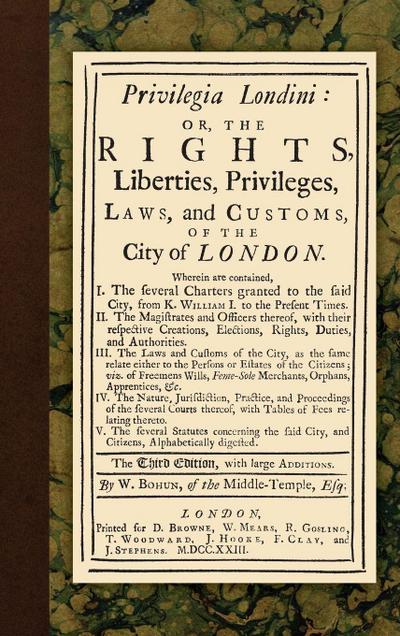 Privilegia Londini:
OR, THE
RIGHTS,
Liberties, Privileges,
LAWS, and CUSTOMS,
OF THE
City of LONDON.
Wherein are contained,
I. The ſeveral Charters granted to the ſaid
City, from K. WILLIAM I. to the Preſent Times.
II. The Magiſtrates and Officers thereof, with their
reſpective Creations, Elections, Rights, Duties,
and Authorities.
III. The Laws and Cuſtoms of the City, as the ſame
relate either to the Perſons or Eſtates of the Citizens;
viz. of Freemens Wills, Feme-Sole Merchants, Orphans,
Apprentices, &c.
IV. The Nature, Juriſdiction, Practice, and Proceedings
of the ſeveral Courts thereof, with Tables of Fees re-
lating thereto.
V. The ſeveral Statutes concerning the ſaid City, and
Citizens, Alphabetically digeſted.
The Third Edition, with large ADDITIONS.
By W. BOHUN, of the Middle-Temple, Eſq;
LONDON,
Printed for D. BROWNE, W. MEARS, R. GOSLING,
T. WOODWARD, J. HOOKE, F. CLAY, and
J. STEPHENS. M.DCC.XXIII.